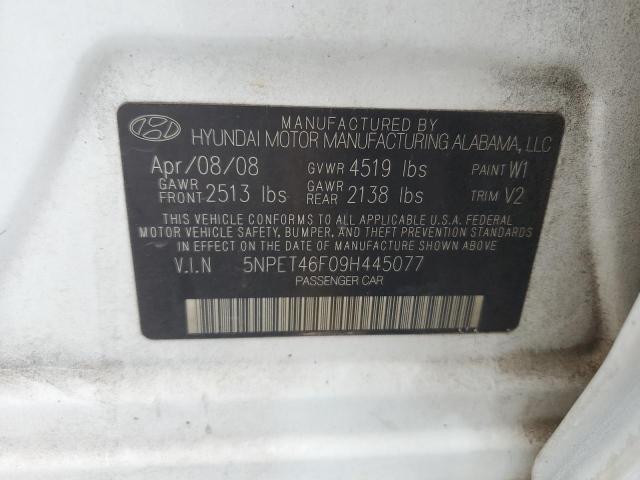 MANUFACTURED BY
HYUNDAI MOTOR MANUFACTURING ALABAMA, LLC
Apr/08/08 GVWR 4519 lbs PAINT W1
GAWR FRONT 2513 lbs GAWR REAR 2138 lbs TRIM V2
THIS VEHICLE CONFORMS TO ALL APPLICABLE U.S.A. FEDERAL
MOTOR VEHICLE SAFETY, BUMPER, AND THEFT PREVENTION STANDARDS
IN EFFECT ON THE DATE OF MANUFACTURE SHOWN ABOVE
V.I.N 5NPET46F09H445077
PASSENGER CAR